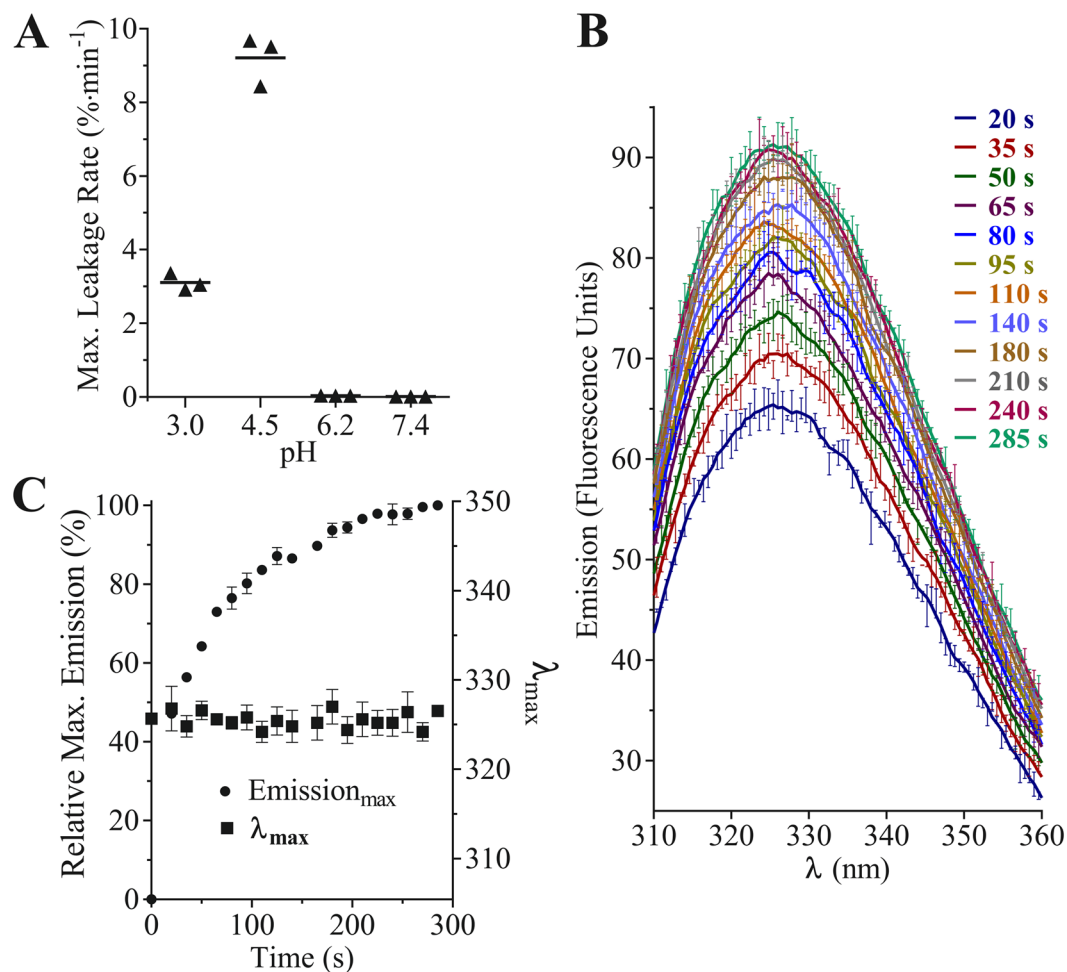 A
Max. Leakage Rate (%·min⁻¹)
10
8
6
4
2
0
3.0 4.5 6.2 7.4
pH
B
Emission (Fluorescence Units)
90
80
70
60
50
40
30
310 320 330 340 350 360
λ (nm)
20 s
35 s
50 s
65 s
80 s
95 s
110 s
140 s
180 s
210 s
240 s
285 s
C
Relative Max. Emission (%)
100
80
60
40
20
0
350
340
330
320
310
λmax
Emissionmax
λmax
0 100 200 300
Time (s)